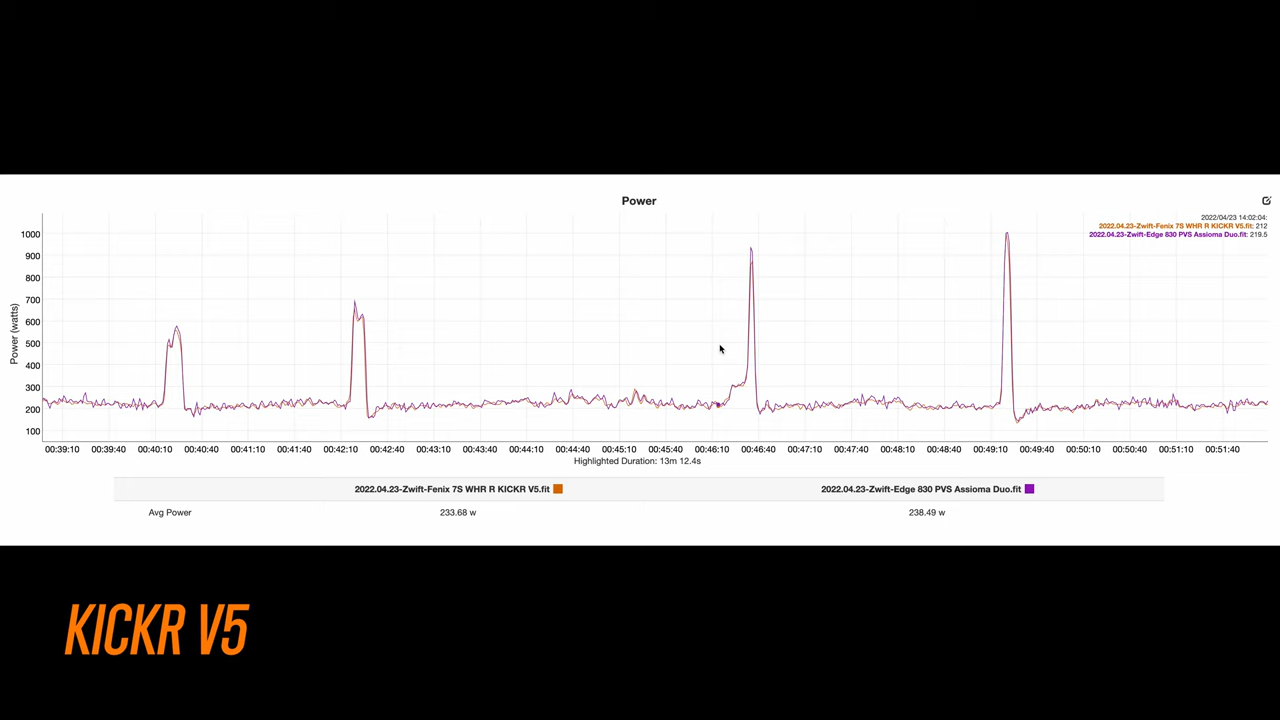 Power
2022/04/23 14:02:04:
2022.04.23-Zwift-Fenix 7S WHR R KICKR V5.fit: 212
2022.04.23-Zwift-Edge 830 PVS Assioma Duo.fit: 219.5
Power (watts)
1000
900
800
700
600
500
400
300
200
100
00:39:10 00:39:40 00:40:10 00:40:40 00:41:10 00:41:40 00:42:10 00:42:40 00:43:10 00:43:40 00:44:10 00:44:40 00:45:10 00:45:40 00:46:10 00:46:40 00:47:10 00:47:40 00:48:10 00:48:40 00:49:10 00:49:40 00:50:10 00:50:40 00:51:10 00:51:40
Highlighted Duration: 13m 12.4s
2022.04.23-Zwift-Fenix 7S WHR R KICKR V5.fit 2022.04.23-Zwift-Edge 830 PVS Assioma Duo.fit
Avg Power 233.68 w 238.49 w
KICKR V5